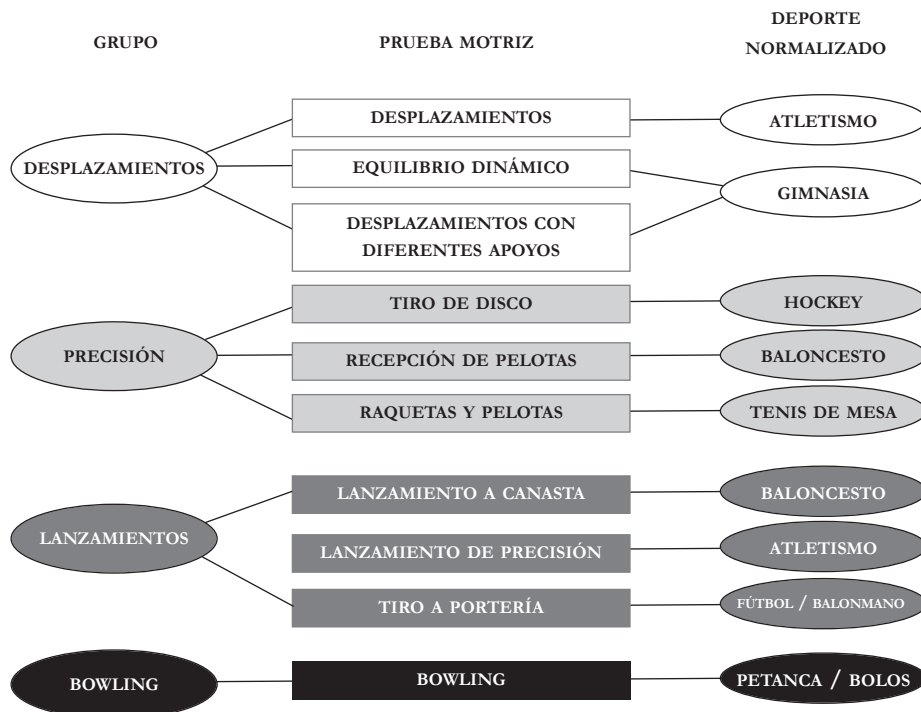 GRUPO
PRUEBA MOTRIZ
DEPORTE
NORMALIZADO
DESPLAZAMIENTOS
DESPLAZAMIENTOS
ATLETISMO
EQUILIBRIO DINÁMICO
GIMNASIA
DESPLAZAMIENTOS CON
DIFERENTES APOYOS
PRECISIÓN
TIRO DE DISCO
HOCKEY
RECEPCIÓN DE PELOTAS
BALONCESTO
RAQUETAS Y PELOTAS
TENIS DE MESA
LANZAMIENTOS
LANZAMIENTO A CANASTA
BALONCESTO
LANZAMIENTO DE PRECISIÓN
ATLETISMO
TIRO A PORTERÍA
FÚTBOL / BALONMANO
BOWLING
BOWLING
PETANCA / BOLOS